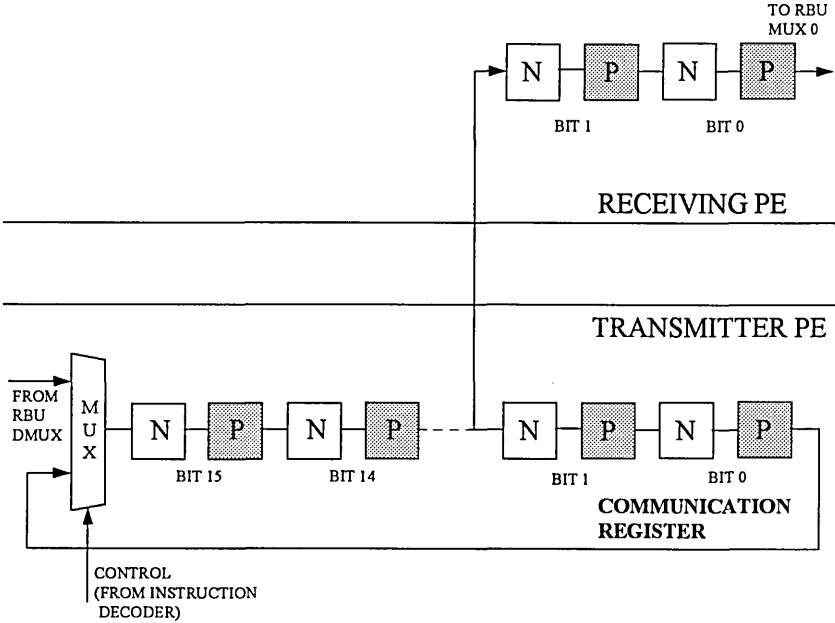 TO RBU
MUX 0
N P N P
BIT 1 BIT 0
RECEIVING PE
TRANSMITTER PE
FROM
RBU
DMUX
MUX
N P N P N P N P
BIT 15 BIT 14 BIT 1 BIT 0
COMMUNICATION
REGISTER
CONTROL
(FROM INSTRUCTION
DECODER)